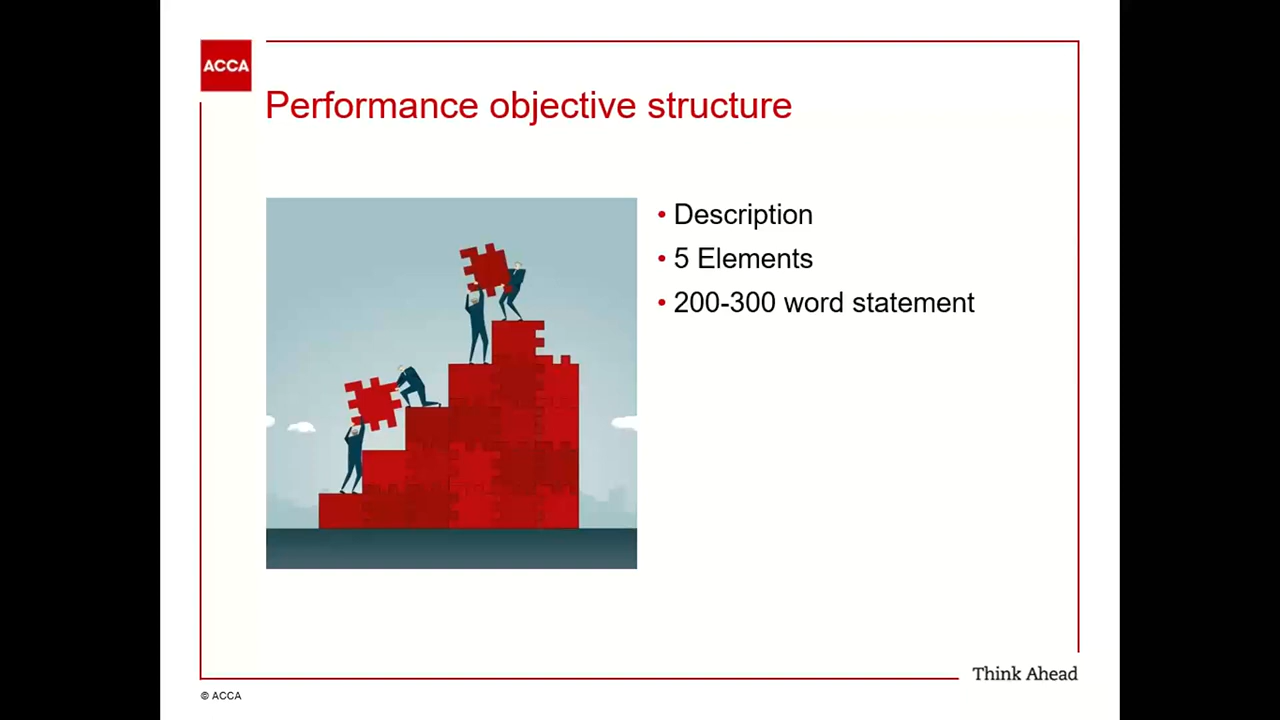 ACCA
Performance objective structure
• Description
• 5 Elements
• 200-300 word statement
Think Ahead
© ACCA